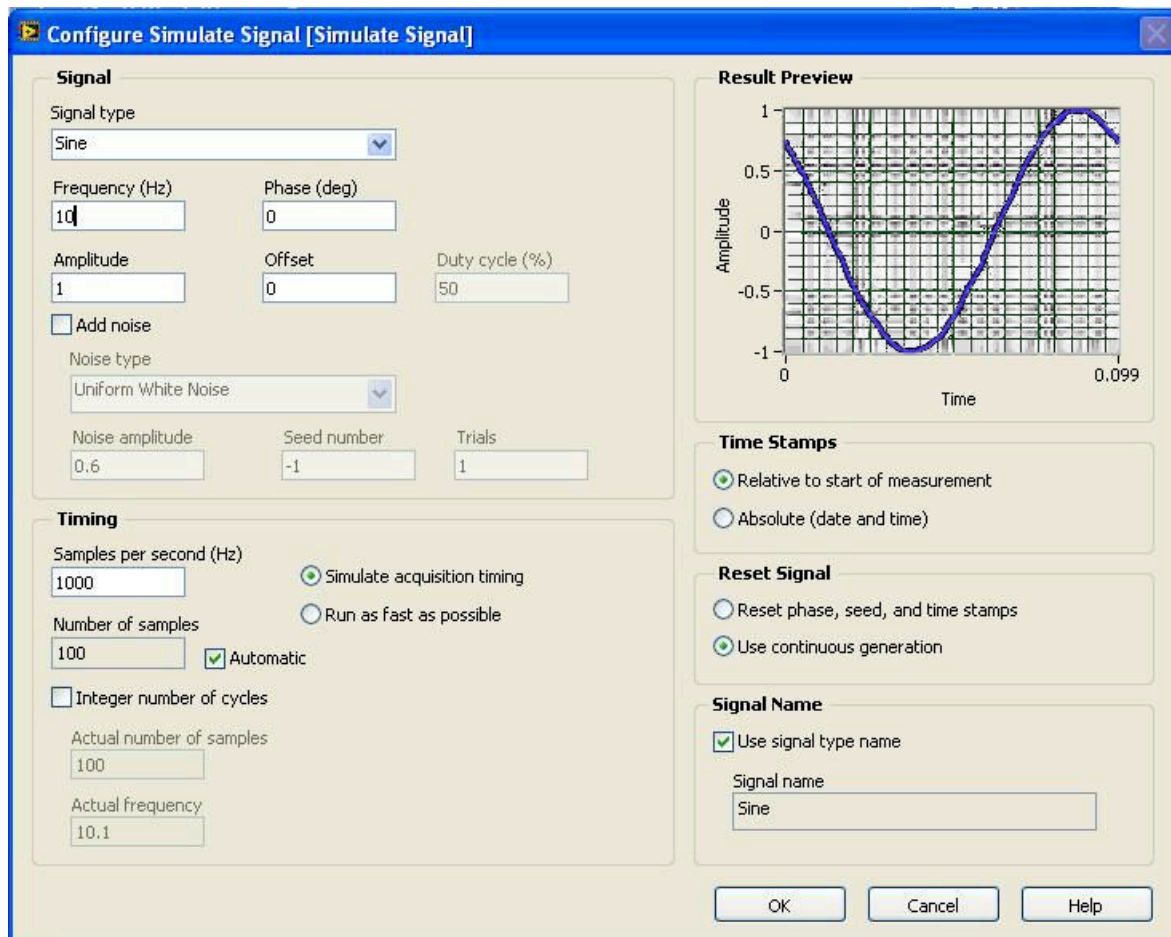 Configure Simulate Signal [Simulate Signal]
Signal
Signal type
Sine
Frequency (Hz) Phase (deg)
10 0
Amplitude Offset Duty cycle (%)
1 0 50
Add noise
Noise type
Uniform White Noise
Noise amplitude Seed number Trials
0.6 -1 1
Timing
Samples per second (Hz)
1000
Simulate acquisition timing
Run as fast as possible
Number of samples
100
Automatic
Integer number of cycles
Actual number of samples
100
Actual frequency
10.1
Result Preview
Amplitude
1
0.5
0
-0.5
-1
0 0.099
Time
Time Stamps
Relative to start of measurement
Absolute (date and time)
Reset Signal
Reset phase, seed, and time stamps
Use continuous generation
Signal Name
Use signal type name
Signal name
Sine
OK Cancel Help